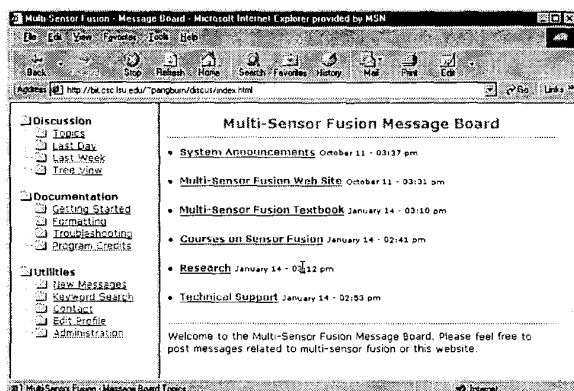 Multi-Sensor Fusion - Message Board - Microsoft Internet Explorer provided by MSN
File Edit View Favorites Tools Help
Back Stop Refresh Home Search Favorites History Mail Print Edit
Address http://bit.csc.lsu.edu/~pangburn/discus/index.html Go Links »
Discussion
Topics
Last Day
Last Week
Tree View
Documentation
Getting Started
Formatting
Troubleshooting
Program Credits
Utilities
New Messages
Keyword Search
Contact
Edit Profile
Administration
Multi-Sensor Fusion Message Board
• System Announcements October 11 - 03:37 pm
• Multi-Sensor Fusion Web Site October 11 - 03:31 pm
• Multi-Sensor Fusion Textbook January 14 - 03:10 pm
• Courses on Sensor Fusion January 14 - 02:41 pm
• Research January 14 - 03:12 pm
• Technical Support January 14 - 02:53 pm
Welcome to the Multi-Sensor Fusion Message Board. Please feel free to
post messages related to multi-sensor fusion or this website.
Multi-Sensor Fusion - Message Board Topics Internet